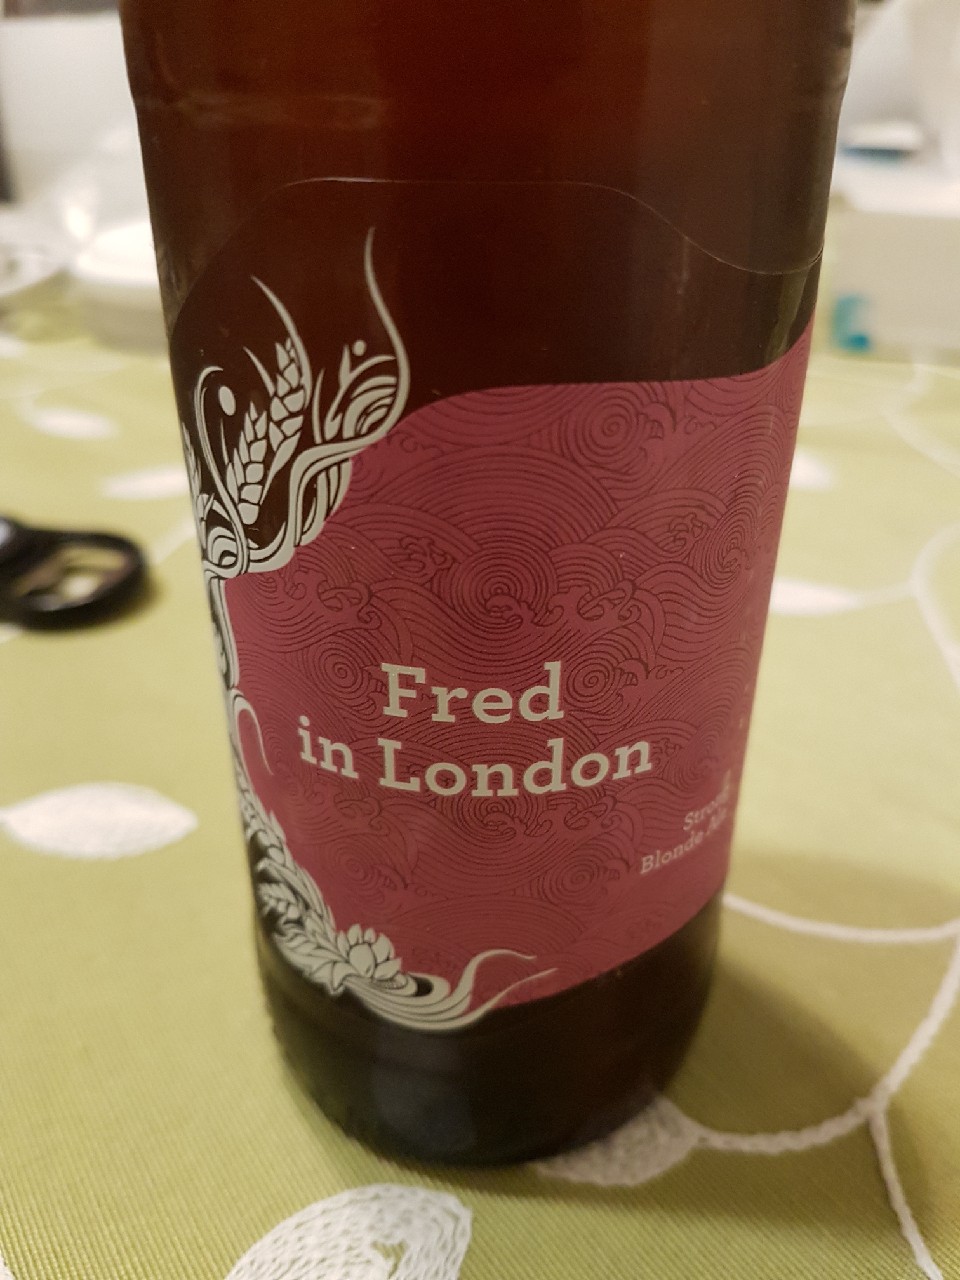 Fred
in London
Strong
Blonde Ale